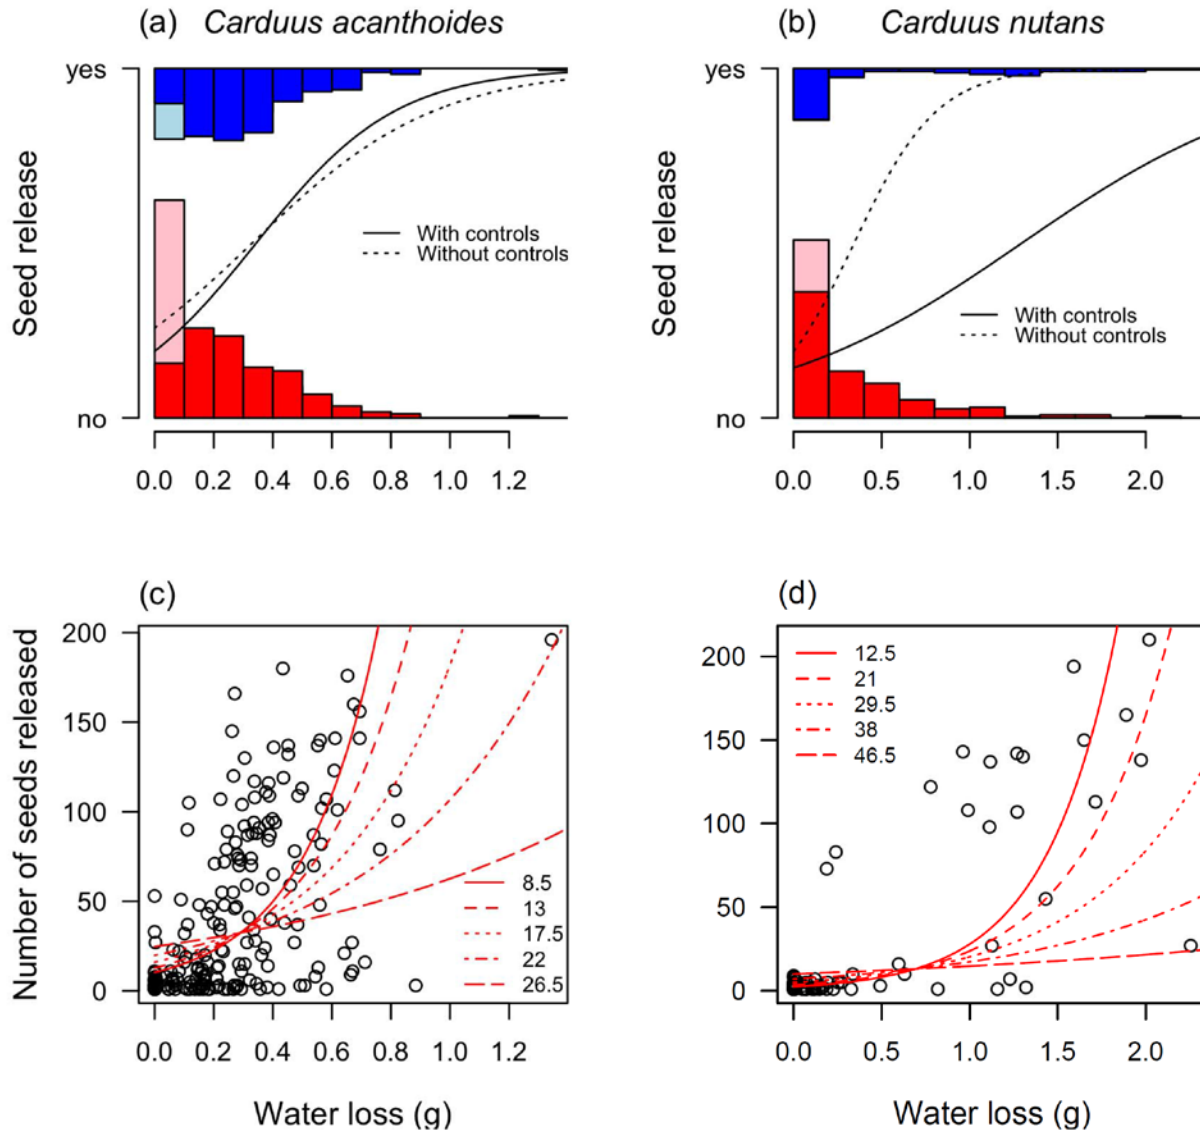 (a) Carduus acanthoides
(b) Carduus nutans
Seed release
yes
no
With controls
Without controls
0.0 0.2 0.4 0.6 0.8 1.0 1.2
Seed release
yes
no
With controls
Without controls
0.0 0.5 1.0 1.5 2.0
(c)
Number of seeds released
200
150
100
50
0
8.5
13
17.5
22
26.5
0.0 0.2 0.4 0.6 0.8 1.0 1.2
Water loss (g)
(d)
200
150
100
50
0
12.5
21
29.5
38
46.5
0.0 0.5 1.0 1.5 2.0
Water loss (g)